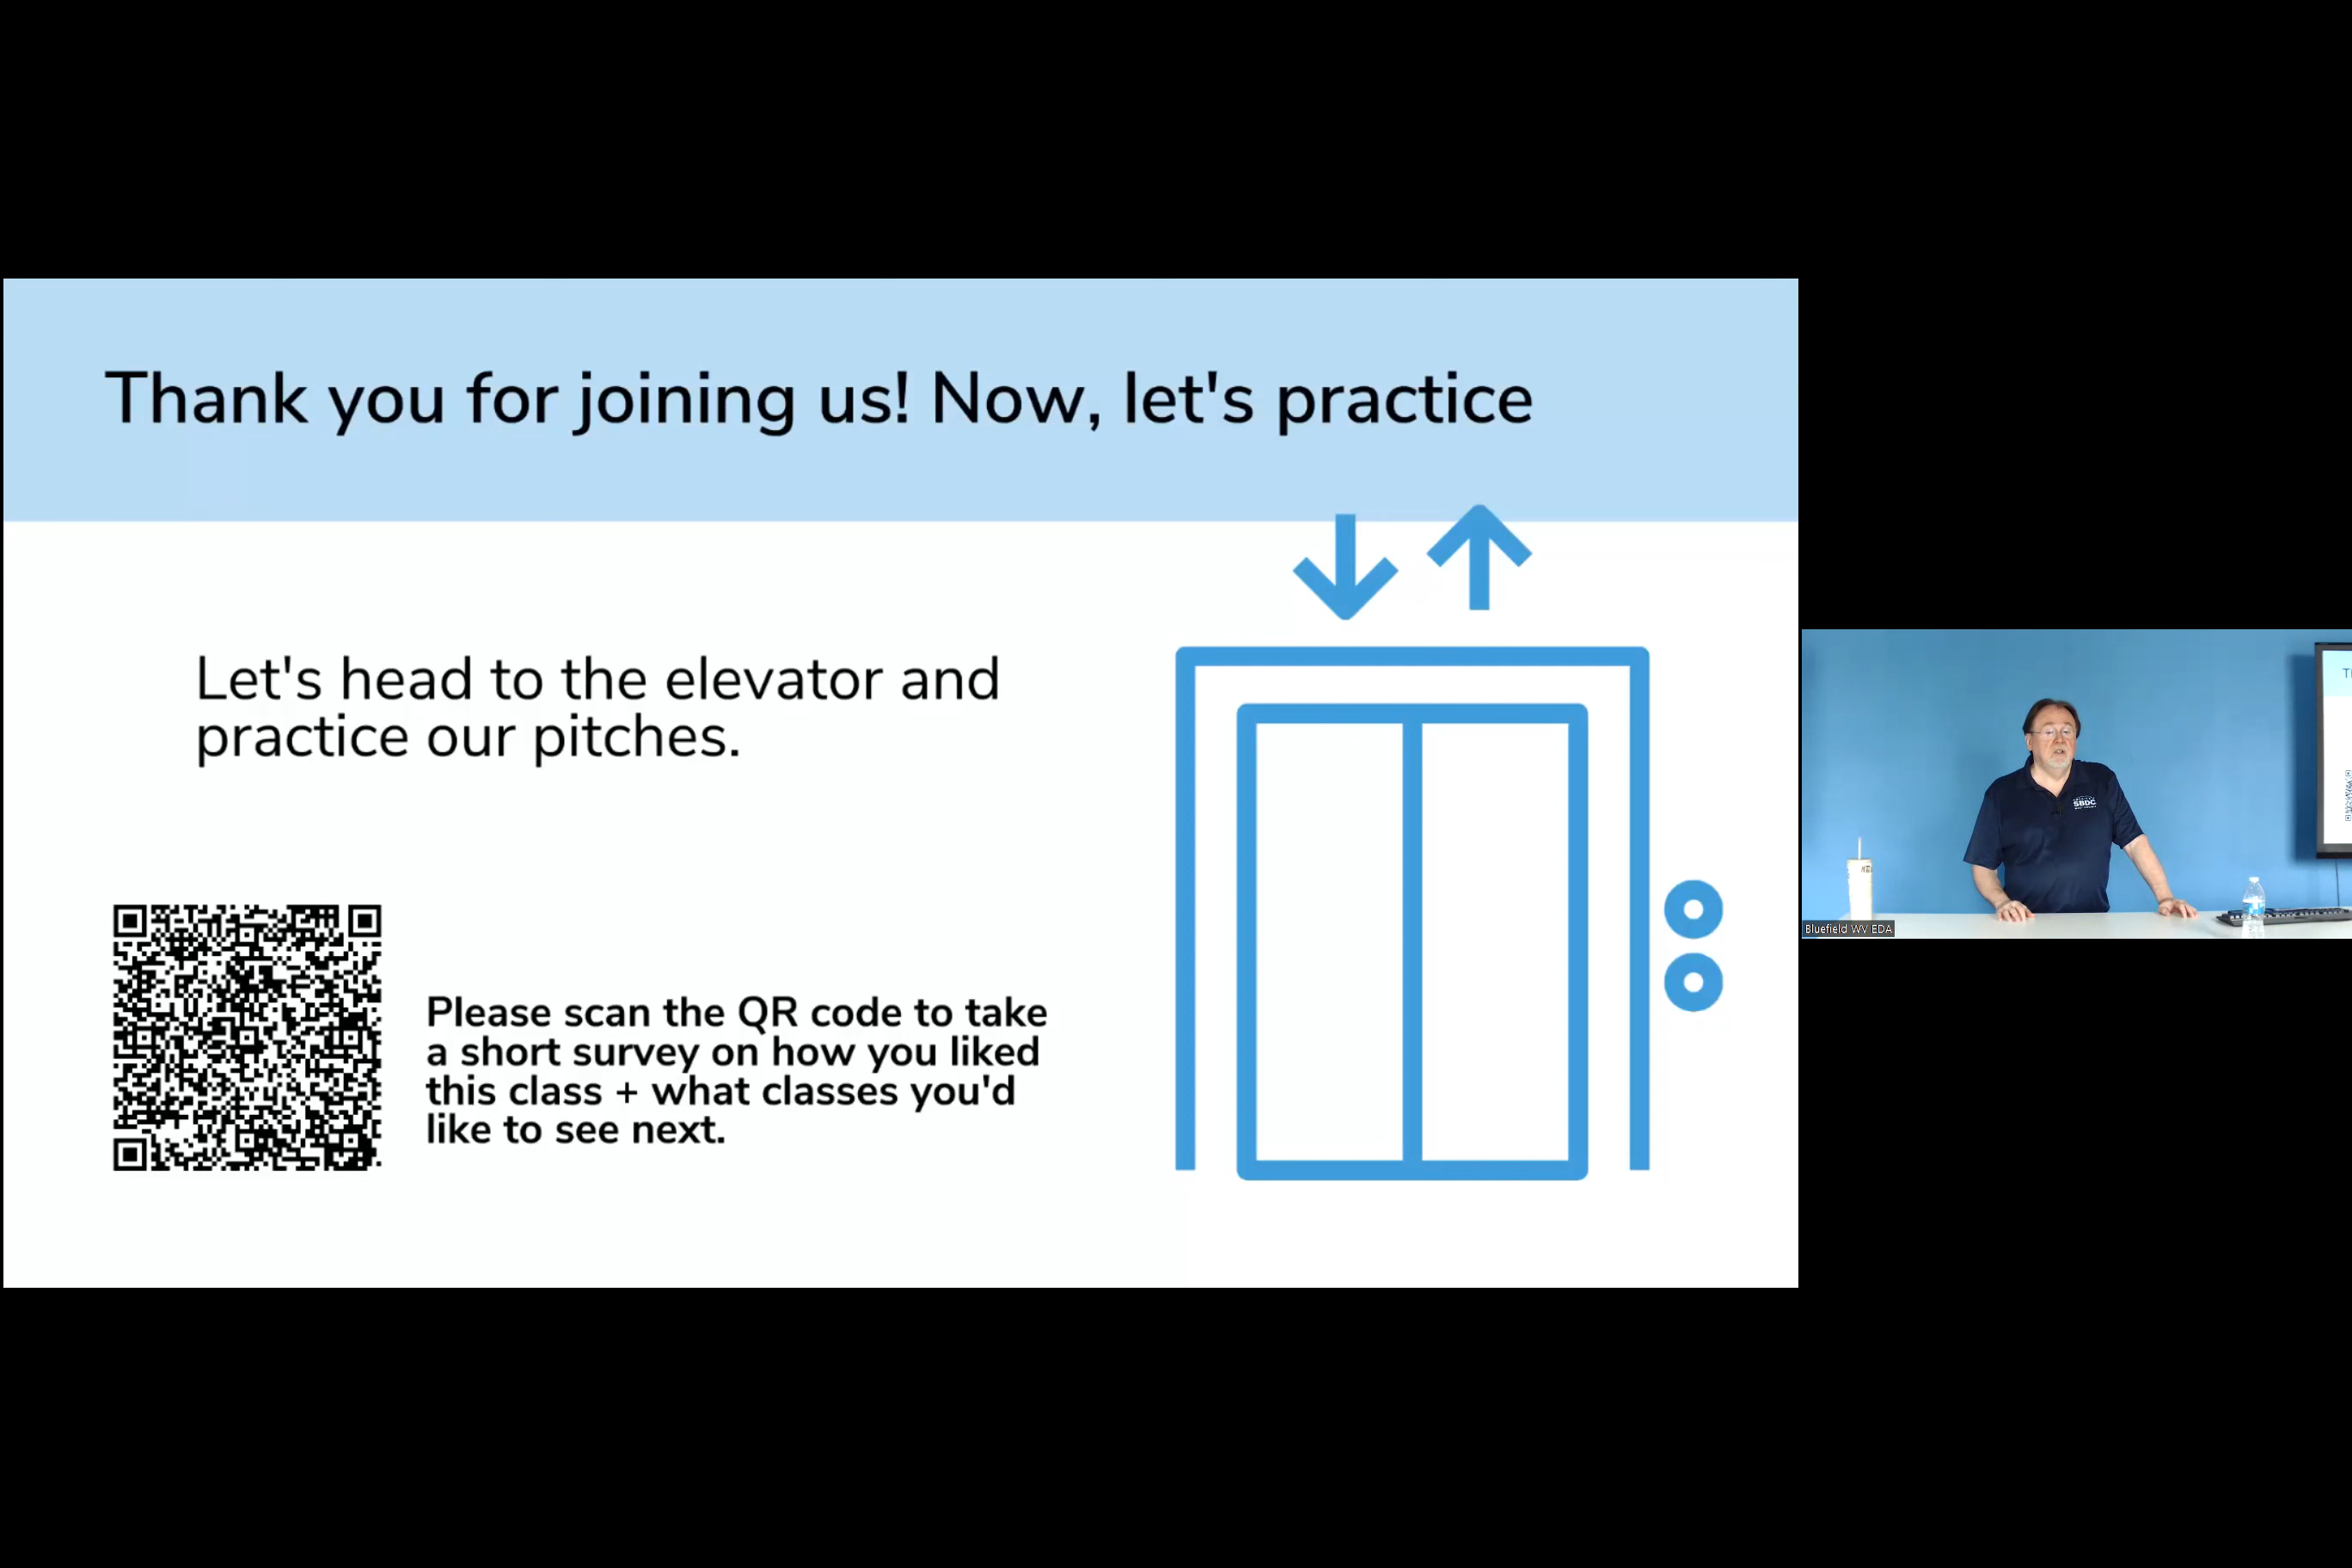 Thank you for joining us! Now, let's practice
Let's head to the elevator and
practice our pitches.
Please scan the QR code to take
a short survey on how you liked
this class + what classes you'd
like to see next.
SBDC
Bluefield WV EDA